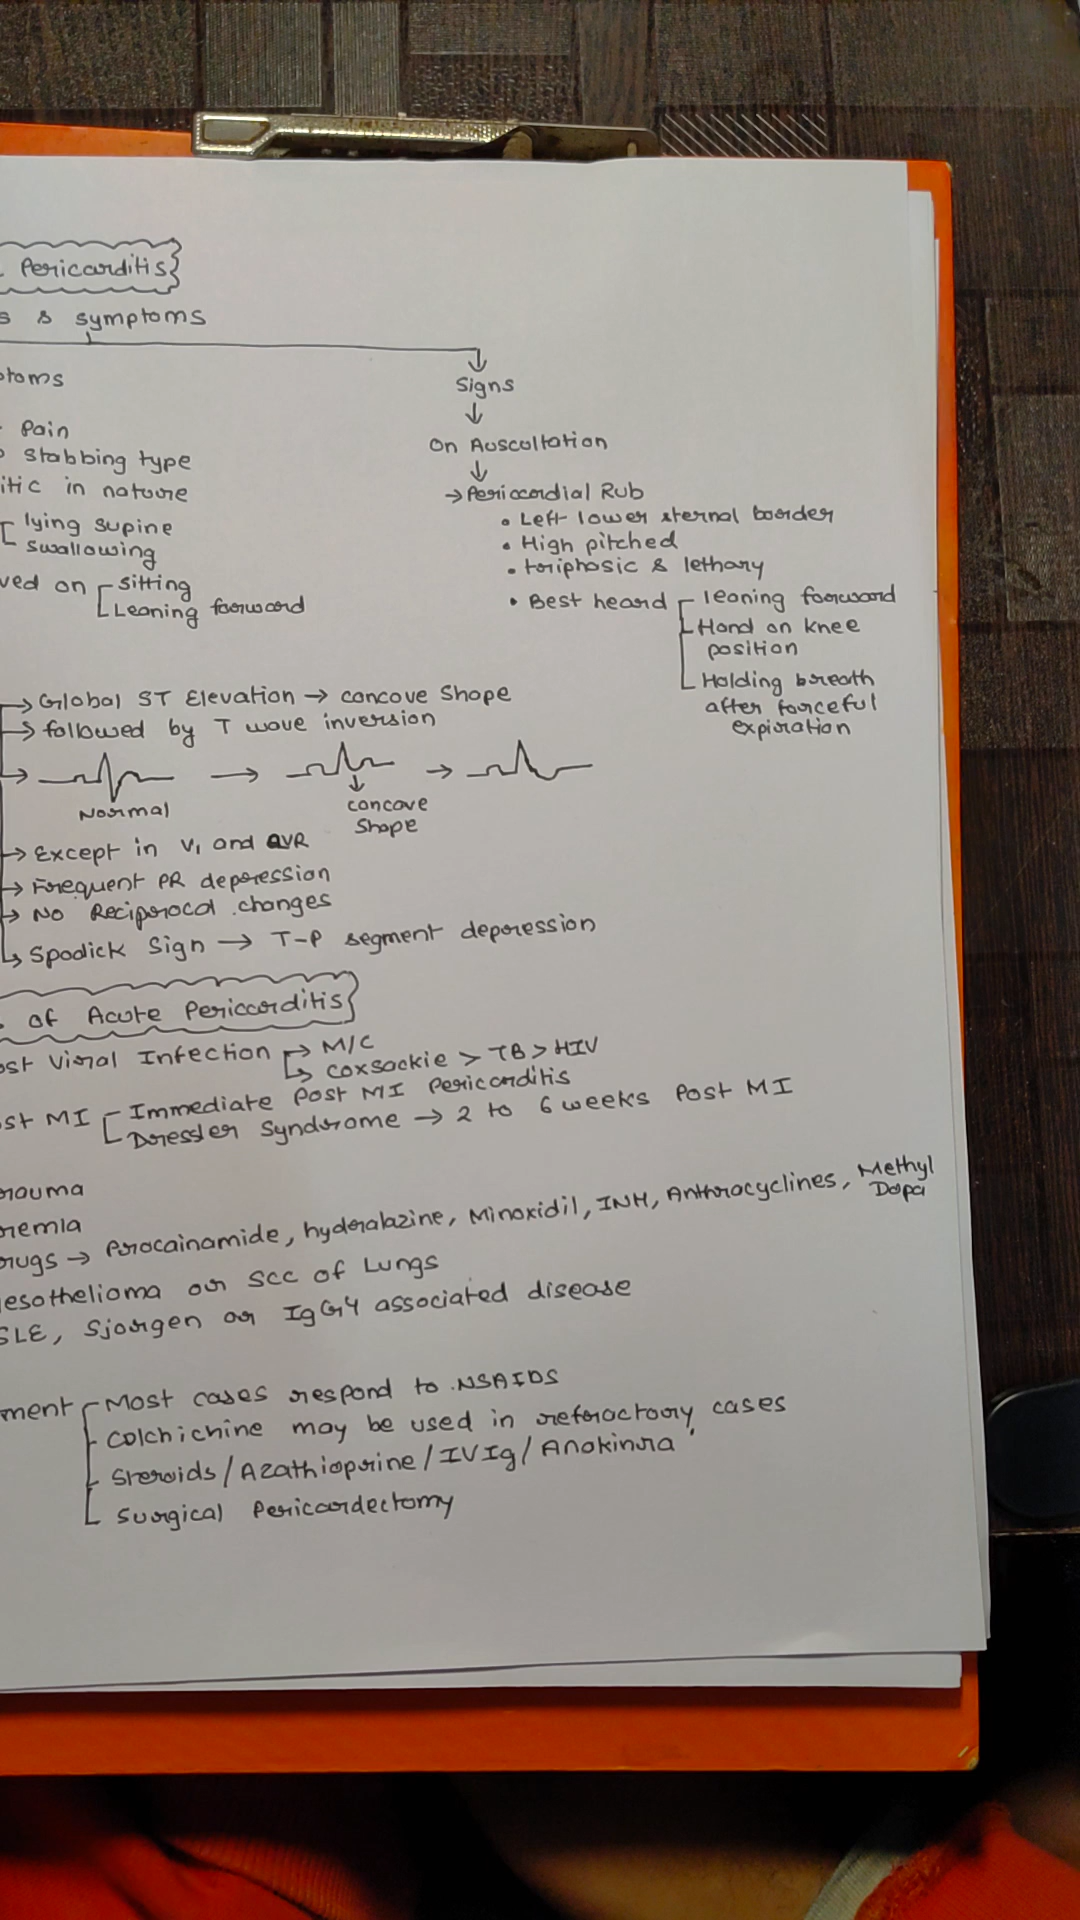 Pericarditis
s & symptoms
ptoms
Signs
Pain
On Auscultation
Stabbing type
itic in nature
→ Pericardial Rub
lying supine
• Left lower sternal border
swallowing
• High pitched
ved on sitting
• triphasic & lethary
Leaning forward
• Best heard leaning forward
Hand on knee
position
Holding breath
after forceful
expiration
→ Global ST Elevation → concave Shape
→ followed by T wave inversion
→ → →
Normal
concave
Shape
→ Except in V1 and aVR
→ Frequent PR depression
→ No Reciprocal changes
Spodick Sign → T-P segment depression
of Acute Pericarditis
ost Viral Infection → M/C
coxsackie > TB > HIV
ost MI Immediate Post MI Pericarditis
Dressler Syndrome → 2 to 6 weeks Post MI
rauma
remia
rugs → Procainamide, hyderalazine, Minoxidil, INH, Anthracyclines, Methyl
Dopa
esothelioma or SCC of Lungs
SLE, Sjorgen or IgG4 associated disease
ment Most cases respond to NSAIDS
Colchichine may be used in refractory cases
Steroids/Azathioprine/IVIg/Anakinra
Surgical Pericardectomy